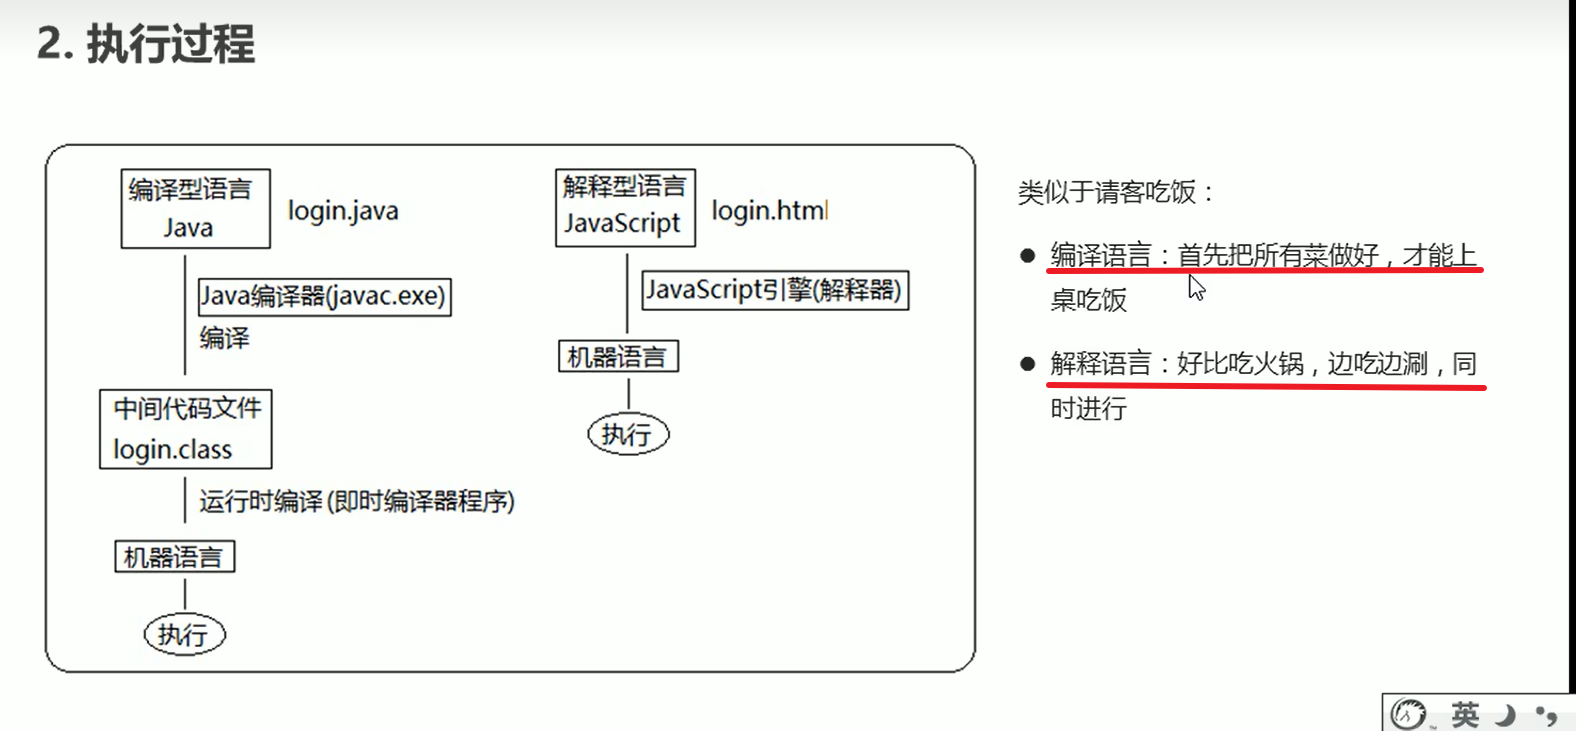 2. 执行过程
编译型语言
Java
login.java
Java编译器(javac.exe)
编译
中间代码文件
login.class
运行时编译(即时编译器程序)
机器语言
执行
解释型语言
JavaScript
login.html
JavaScript引擎(解释器)
机器语言
执行
类似于请客吃饭：
● 编译语言：首先把所有菜做好，才能上
桌吃饭
● 解释语言：好比吃火锅，边吃边涮，同
时进行
英